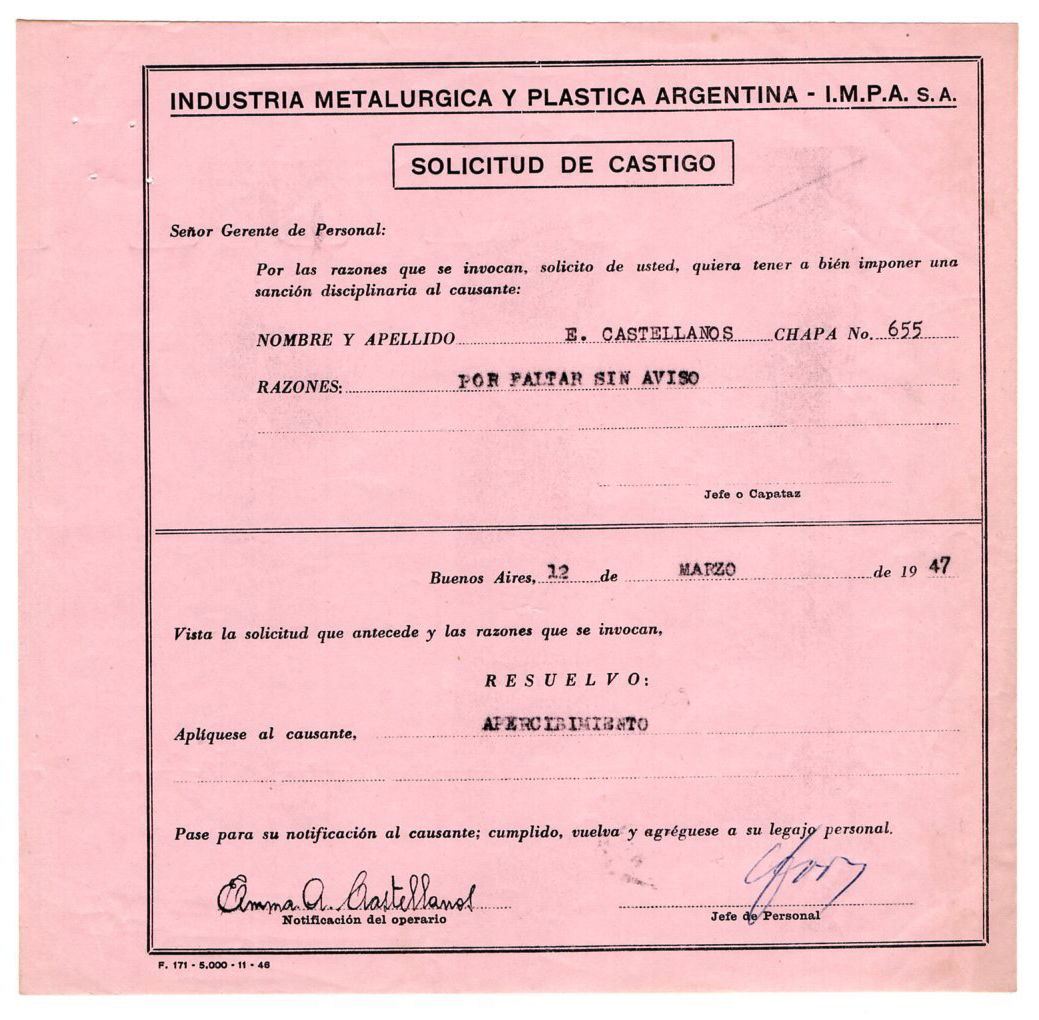 INDUSTRIA METALURGICA Y PLASTICA ARGENTINA - I.M.P.A. S.A.
SOLICITUD DE CASTIGO
Señor Gerente de Personal:
Por las razones que se invocan, solicito de usted, quiera tener a bién imponer una
sanción disciplinaria al causante:
NOMBRE Y APELLIDO E. CASTELLANOS CHAPA No. 655
RAZONES: POR FALTAR SIN AVISO
Jefe o Capataz
Buenos Aires, 12 de MARZO de 19 47
Vista la solicitud que antecede y las razones que se invocan,
RESUELVO:
Aplíquese al causante, APERCIBIMIENTO
Pase para su notificación al causante; cumplido, vuelva y agréguese a su legajo personal.
Emma A. Castellanos
Notificación del operario
Jefe de Personal
F. 171 - 5.000 - 11 - 46